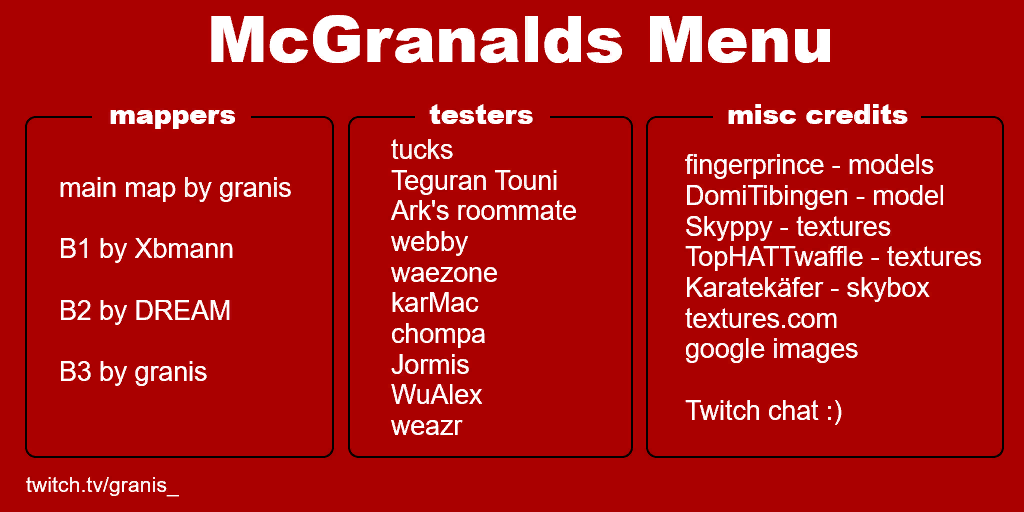 McGranalds Menu
mappers
main map by granis
B1 by Xbmann
B2 by DREAM
B3 by granis
testers
tucks
Teguran Touni
Ark's roommate
webby
waezone
karMac
chompa
Jormis
WuAlex
weazr
misc credits
fingerprince - models
DomiTibingen - model
Skyppy - textures
TopHATTwaffle - textures
Karatekäfer - skybox
textures.com
google images
Twitch chat :)
twitch.tv/granis_